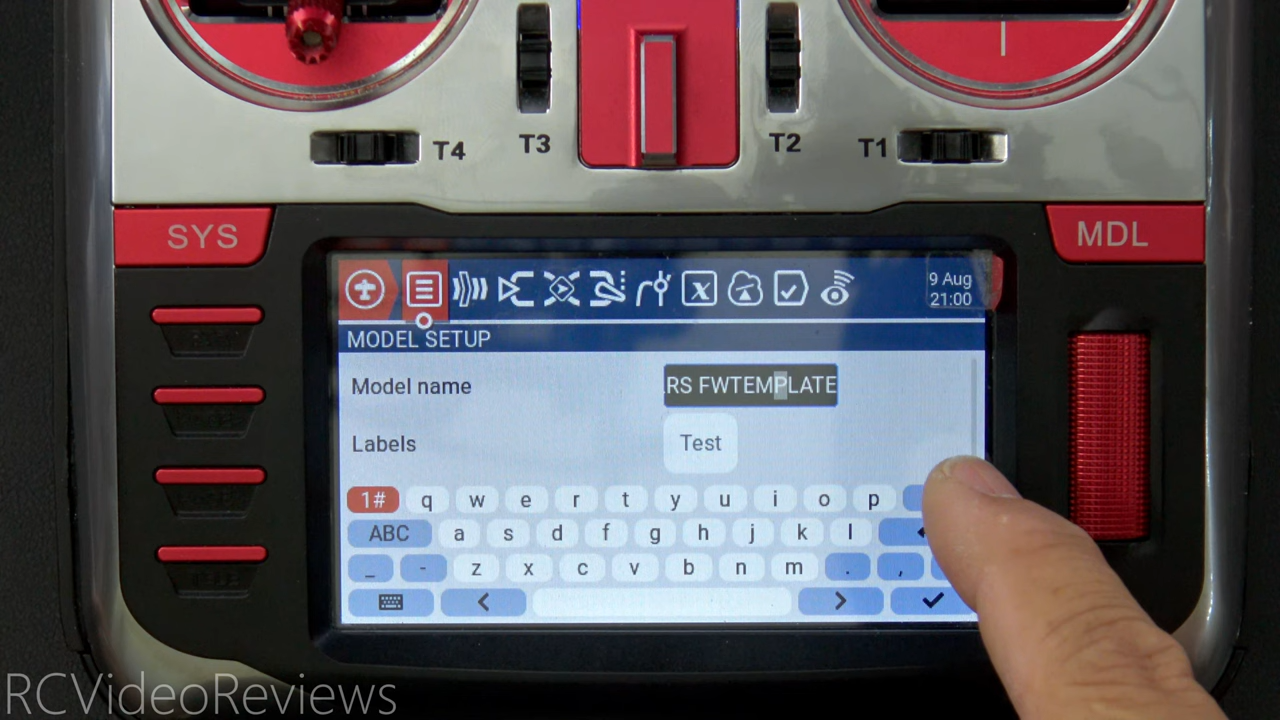 T4
T3
T2
T1
SYS
MDL
9 Aug
21:00
MODEL SETUP
Model name
RS FWTEMPLATE
Labels
Test
1# q w e r t y u i o p
ABC a s d f g h j k l
_ - z x c v b n m . ,
RCVideoReviews